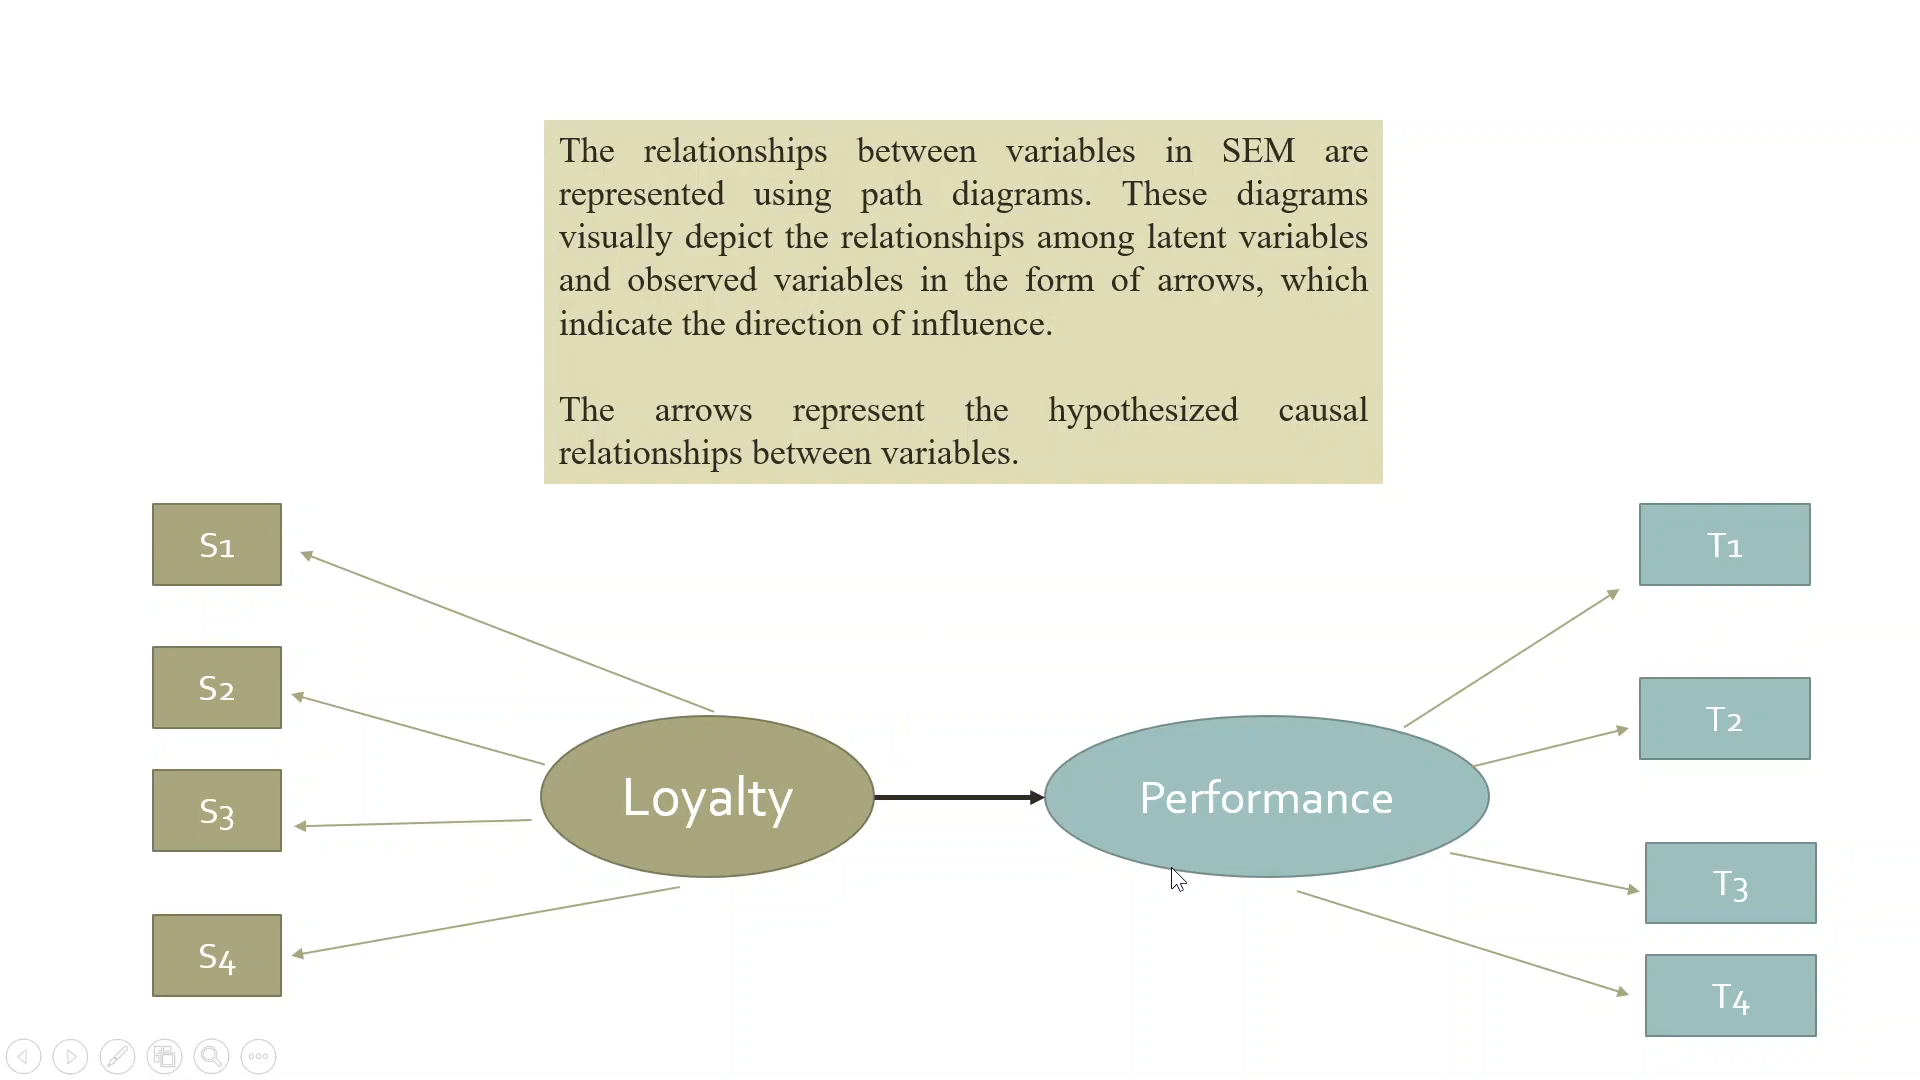 The relationships between variables in SEM are
represented using path diagrams. These diagrams
visually depict the relationships among latent variables
and observed variables in the form of arrows, which
indicate the direction of influence.
The arrows represent the hypothesized causal
relationships between variables.
S1
T1
S2
T2
S3
Loyalty
Performance
T3
S4
T4